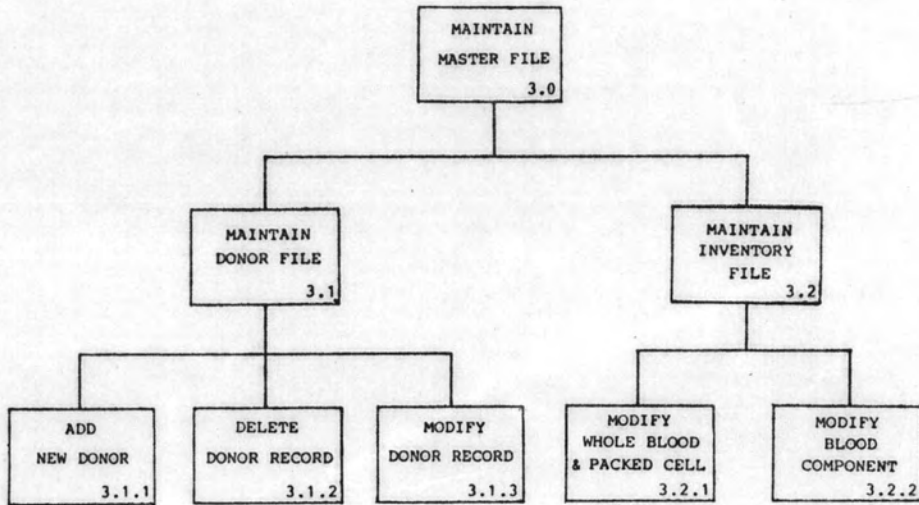 MAINTAIN
MASTER FILE
3.0
MAINTAIN
DONOR FILE
3.1
MAINTAIN
INVENTORY
FILE
3.2
ADD
NEW DONOR
3.1.1
DELETE
DONOR RECORD
3.1.2
MODIFY
DONOR RECORD
3.1.3
MODIFY
WHOLE BLOOD
& PACKED CELL
3.2.1
MODIFY
BLOOD
COMPONENT
3.2.2